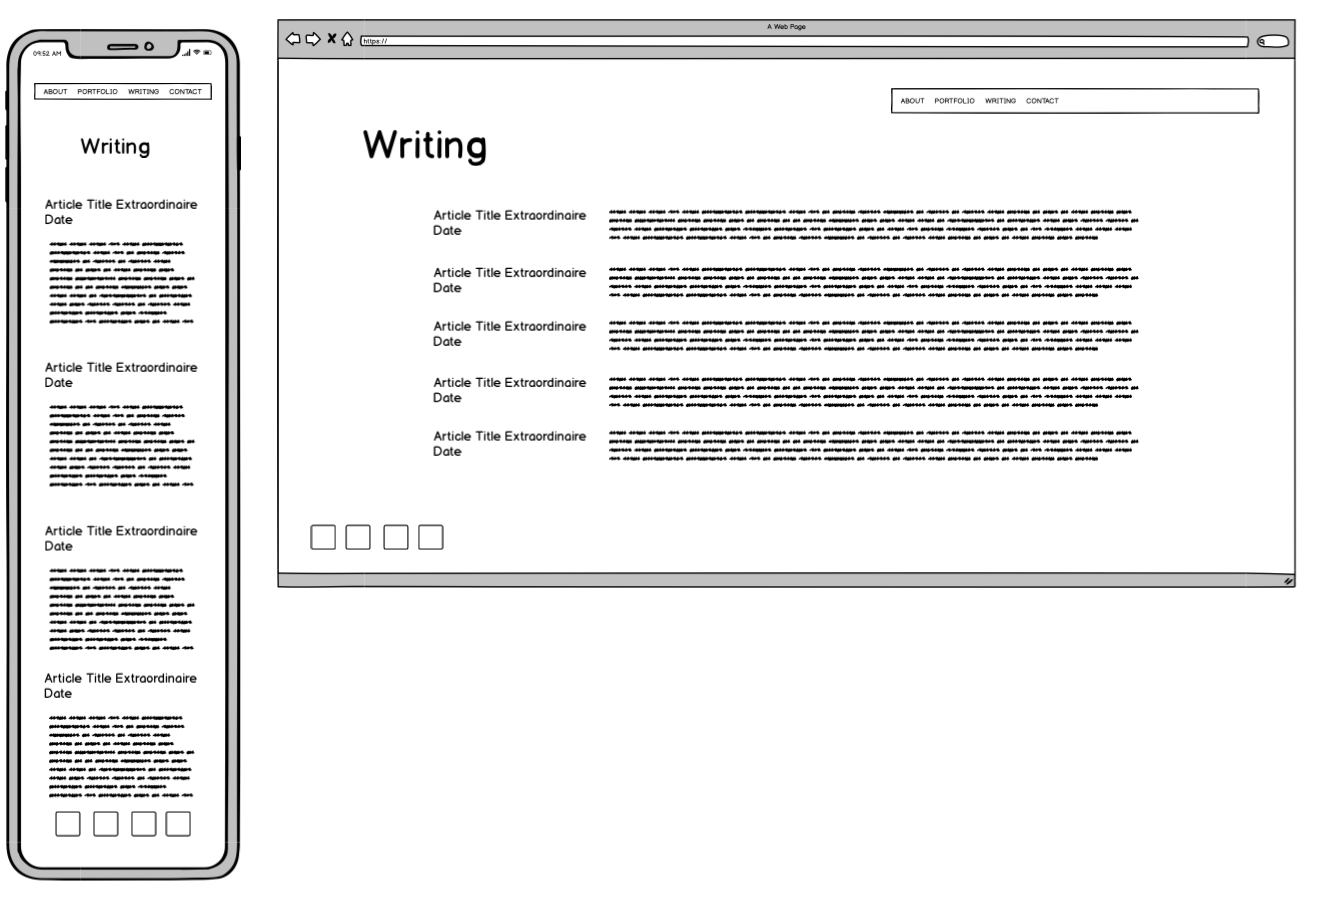 09:52 AM
ABOUT PORTFOLIO WRITING CONTACT
Writing
Article Title Extraordinaire
Date
Article Title Extraordinaire
Date
Article Title Extraordinaire
Date
Article Title Extraordinaire
Date
A Web Page
https://
ABOUT PORTFOLIO WRITING CONTACT
Writing
Article Title Extraordinaire
Date
Article Title Extraordinaire
Date
Article Title Extraordinaire
Date
Article Title Extraordinaire
Date
Article Title Extraordinaire
Date